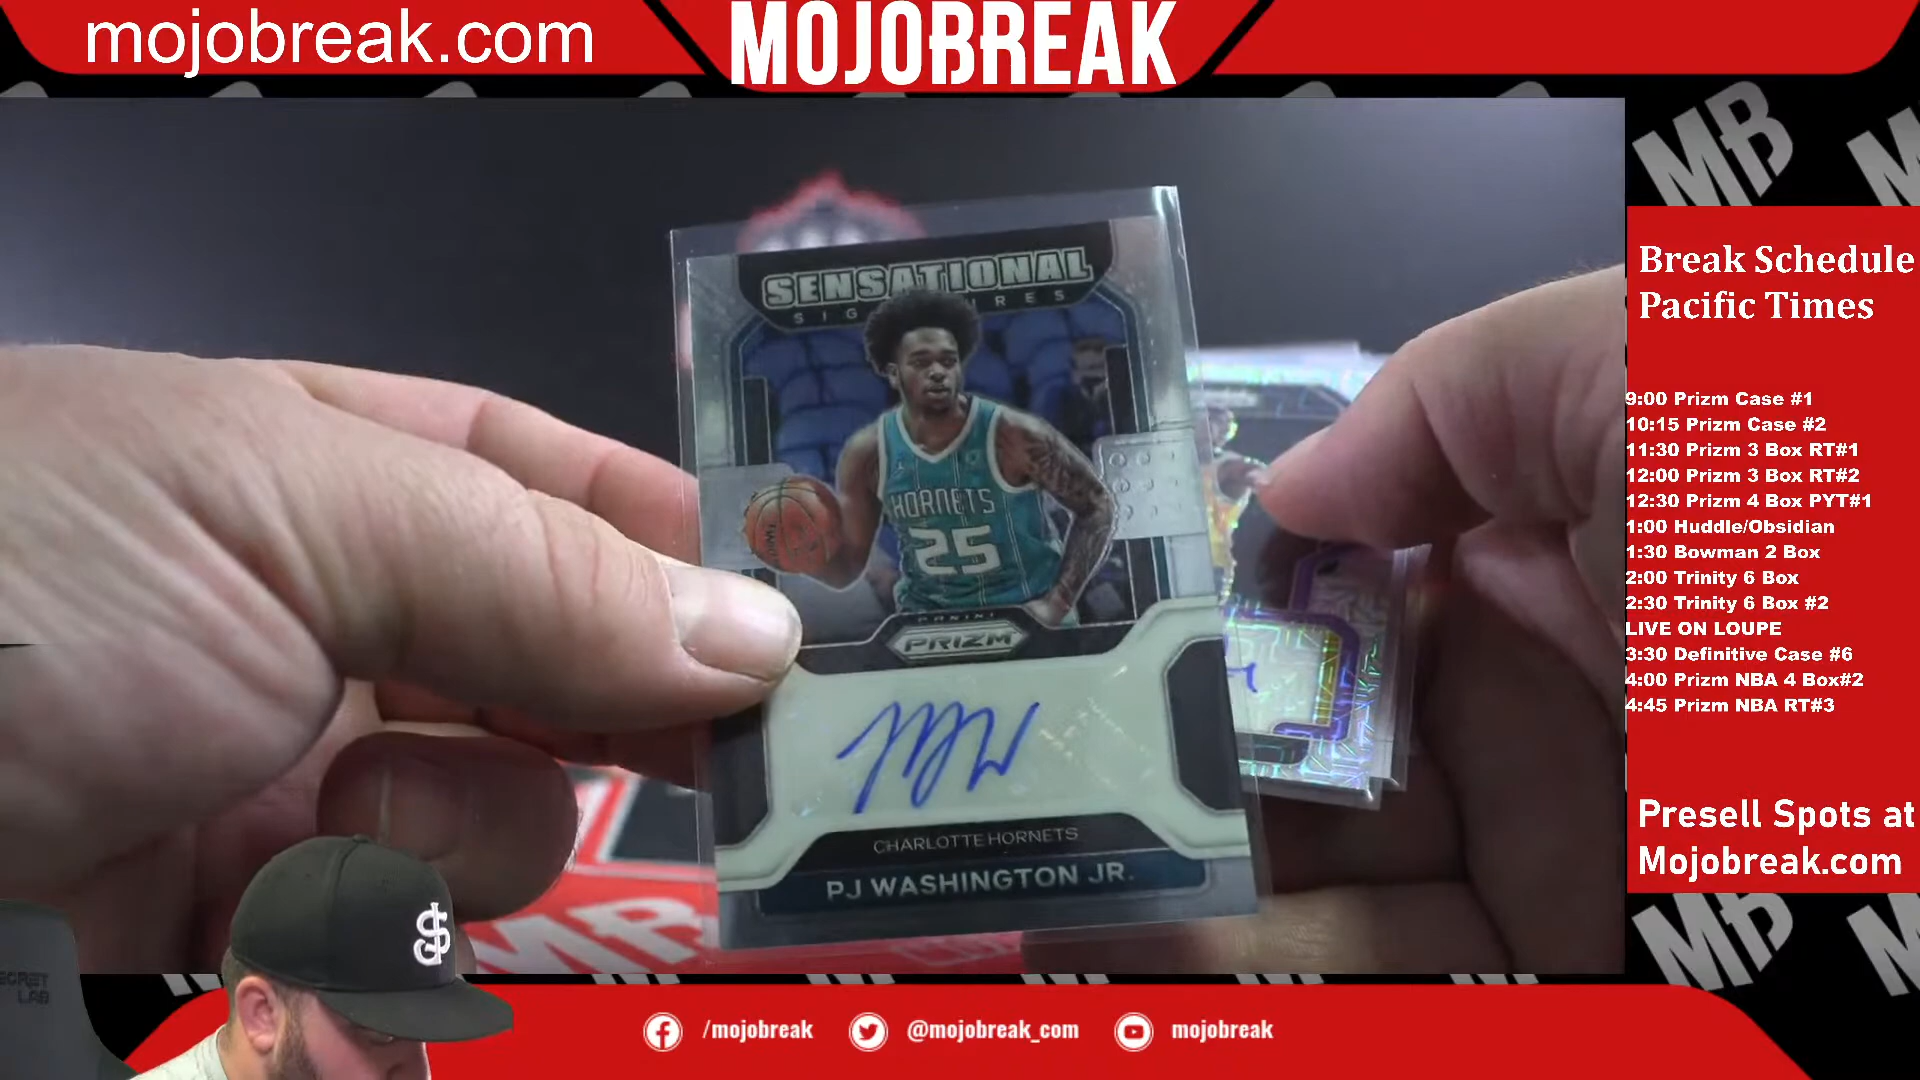 mojobreak.com
MOJOBREAK
MB
SENSATIONAL
HORNETS
25
PANINI
PRIZM
CHARLOTTE HORNETS
PJ WASHINGTON JR.
Break Schedule
Pacific Times
9:00 Prizm Case #1
10:15 Prizm Case #2
11:30 Prizm 3 Box RT#1
12:00 Prizm 3 Box RT#2
12:30 Prizm 4 Box PYT#1
1:00 Huddle/Obsidian
1:30 Bowman 2 Box
2:00 Trinity 6 Box
2:30 Trinity 6 Box #2
LIVE ON LOUPE
3:30 Definitive Case #6
4:00 Prizm NBA 4 Box#2
4:45 Prizm NBA RT#3
Presell Spots at
Mojobreak.com
MB
MB
LAB
/mojobreak
@mojobreak_com
mojobreak